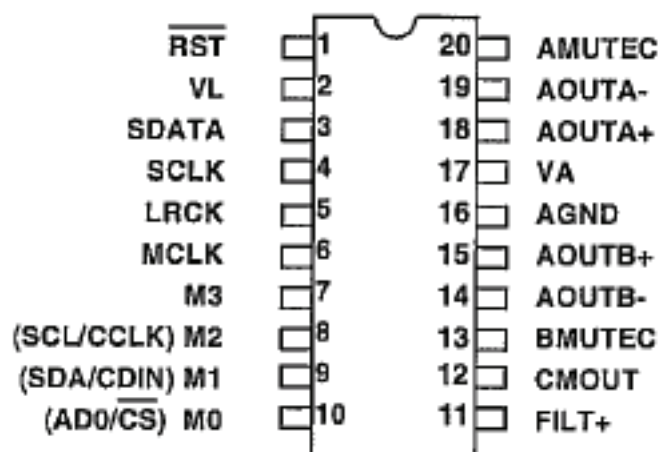 RST 1 20 AMUTEC
VL 2 19 AOUTA-
SDATA 3 18 AOUTA+
SCLK 4 17 VA
LRCK 5 16 AGND
MCLK 6 15 AOUTB+
M3 7 14 AOUTB-
(SCL/CCLK) M2 8 13 BMUTEC
(SDA/CDIN) M1 9 12 CMOUT
(AD0/CS) M0 10 11 FILT+